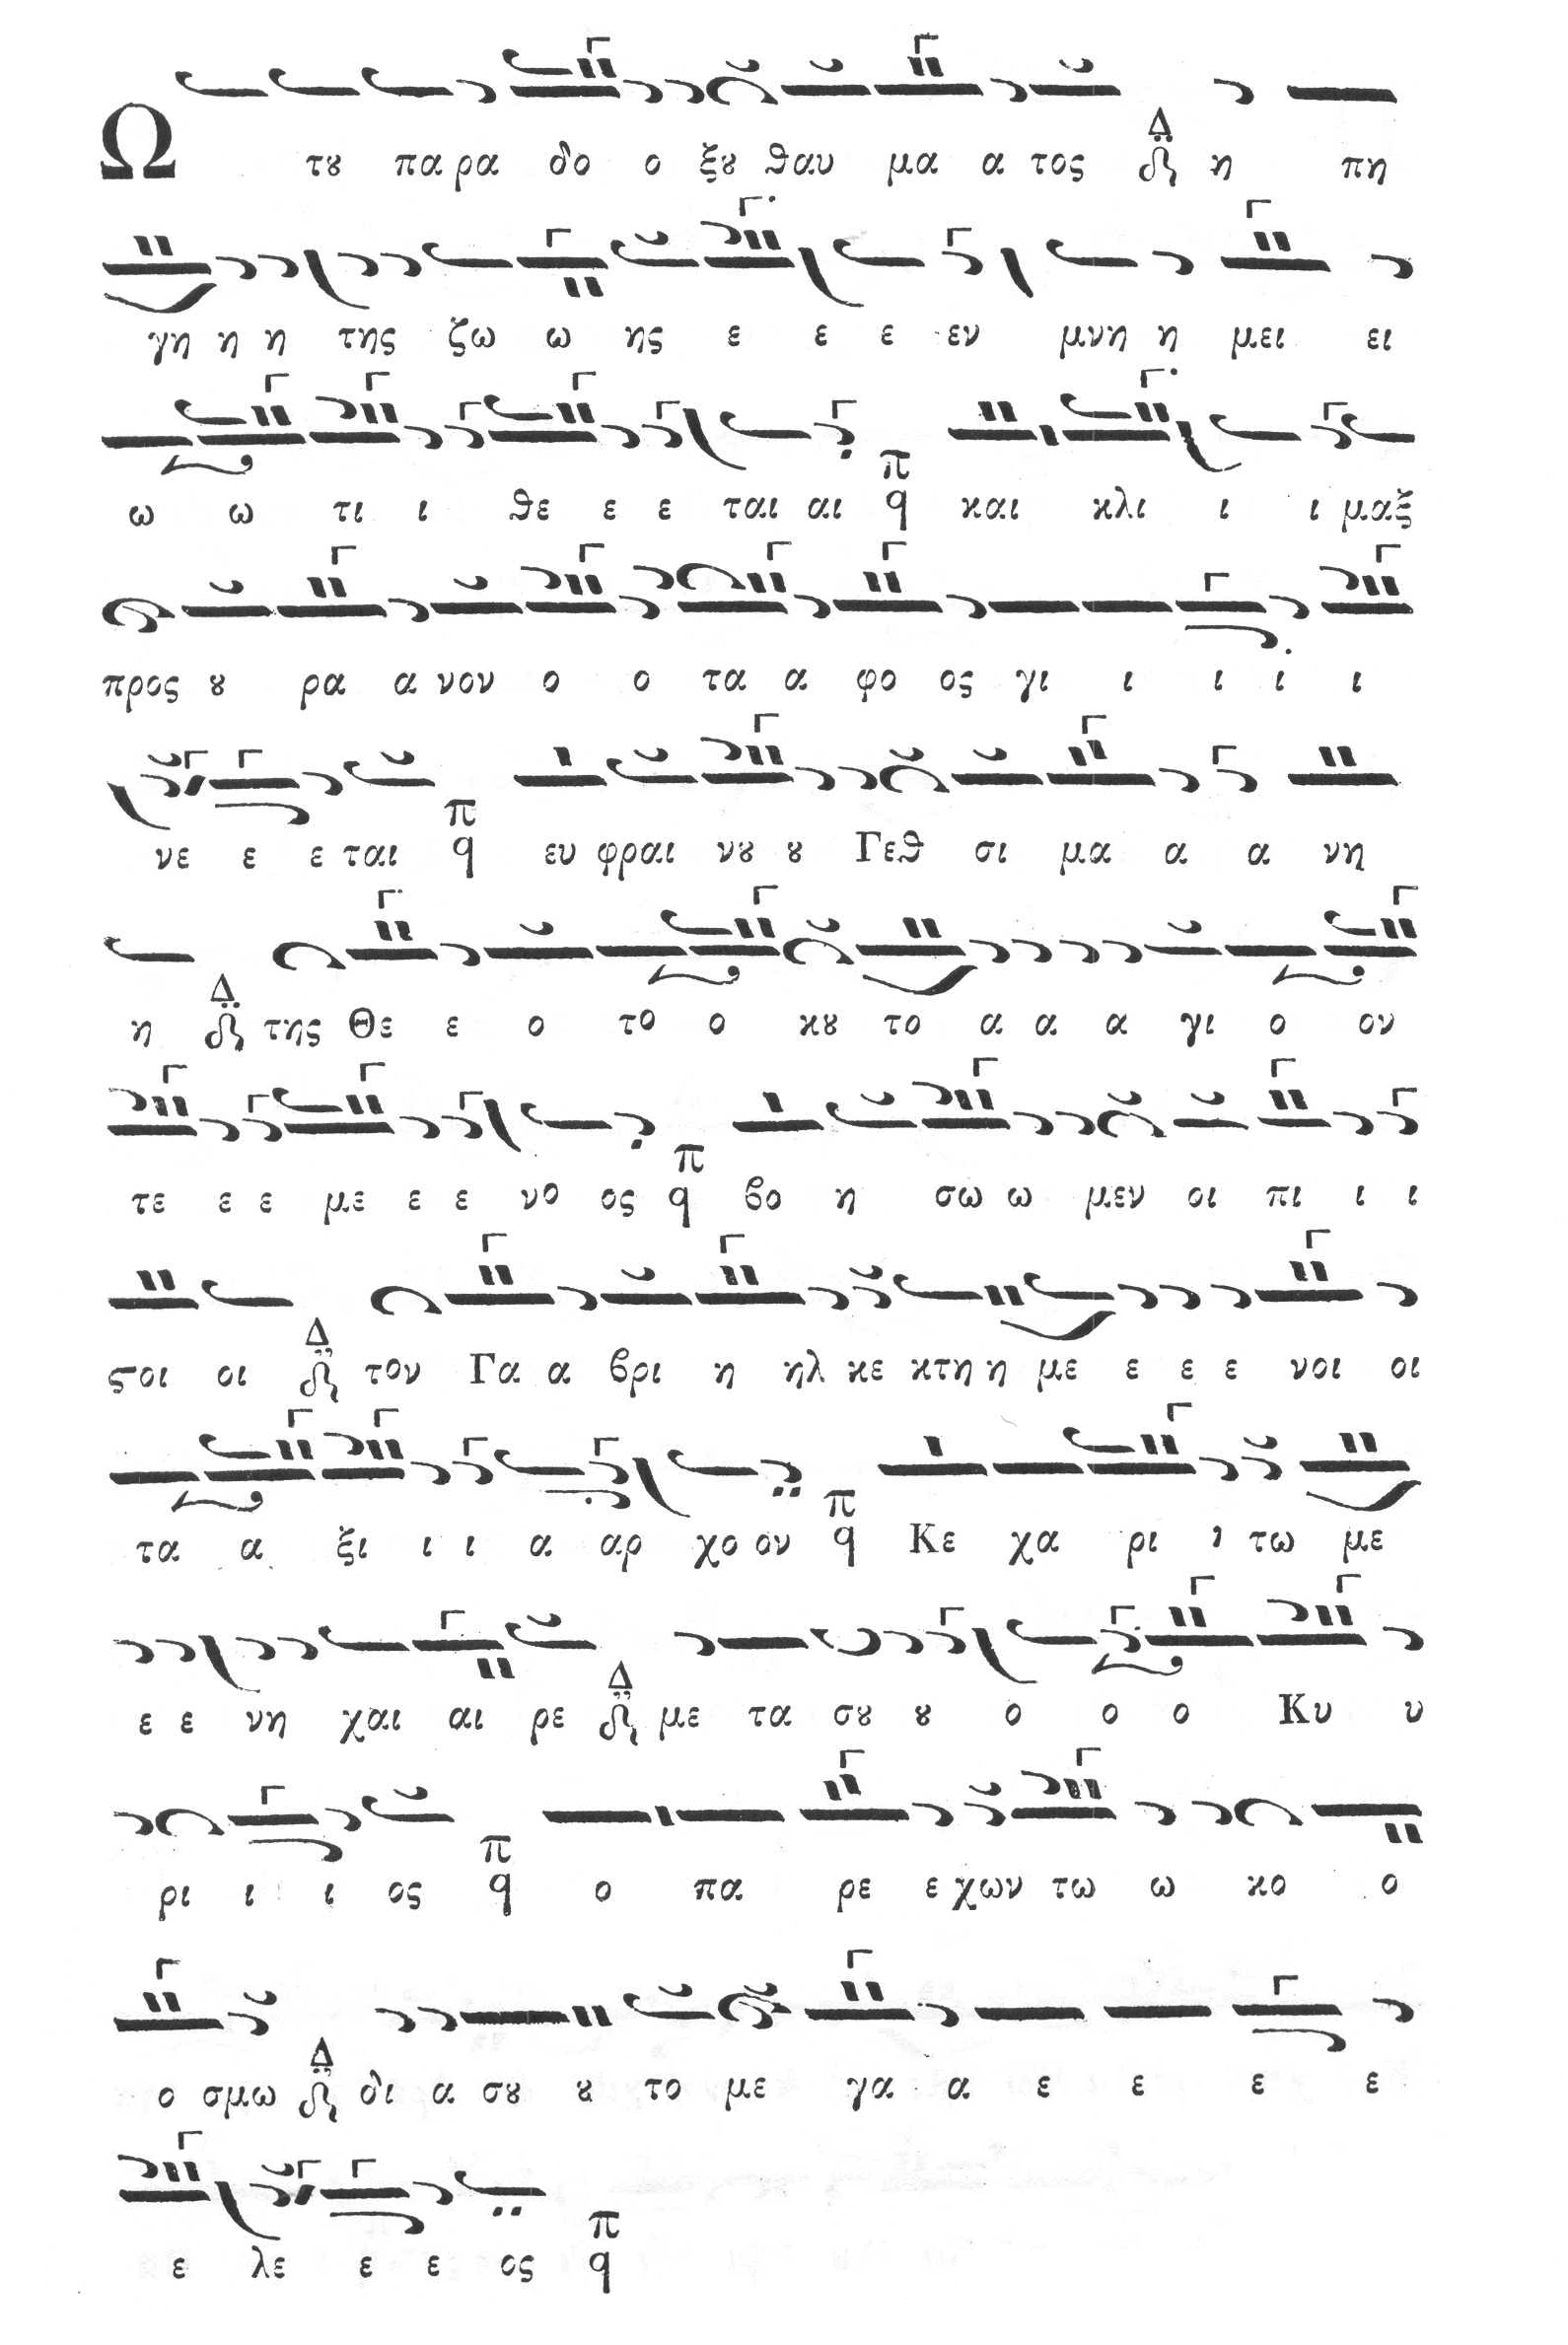 Ω τȣ παρα δο ο ξȣ θαυ μα α τος Δ η πη
γη η η της ζω ω ης ε ε ε εν μνη η μει ει
ω ω τι ι θε ε ε ται αι π q και κλι ι ι μαξ
προς ȣ ρα α νον ο ο τα α φο ος γι ι ι ι ι
νε ε ε ται π q ευ φραι νȣ ȣ Γεθ σι μα α α νη
η Δ της Θε ε ο το ο κȣ το α α α γι ο ον
τε ε ε με ε ε νο ος π q βο η σω ω μεν οι πι ι ι
ϛοι οι Δ τον Γα α βρι η ηλ κε κτη η με ε ε ε νοι οι
τα α ξι ι ι α αρ χο ον π q Κε χα ρι ι τω με
ε ε νη χαι αι ρε Δ με τα σȣ ȣ ο ο ο Κυ υ
ρι ι ι ος π q ο πα ρε ε χων τω ω κο ο
ο σμω Δ δι α σȣ ȣ το με γα α ε ε ε ε
ε λε ε ε ος π q